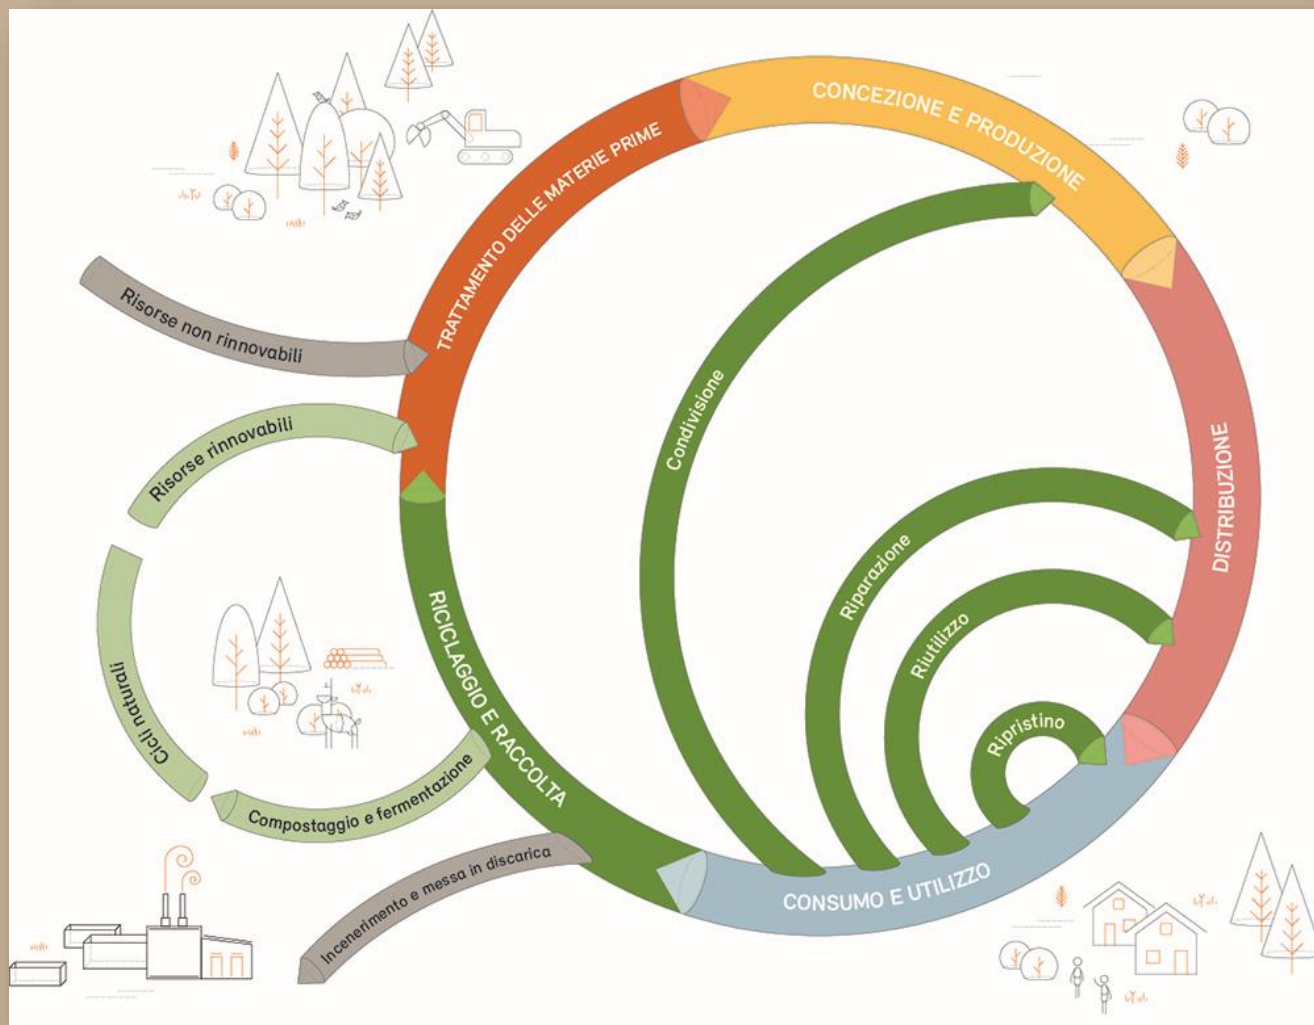 CONCEZIONE E PRODUZIONE
TRATTAMENTO DELLE MATERIE PRIME
Risorse non rinnovabili
Condivisione
Risorse rinnovabili
DISTRIBUZIONE
Riparazione
Riutilizzo
RICICLAGGIO E RACCOLTA
Cicli naturali
Ripristino
Compostaggio e fermentazione
Incenerimento e messa in discarica
CONSUMO E UTILIZZO